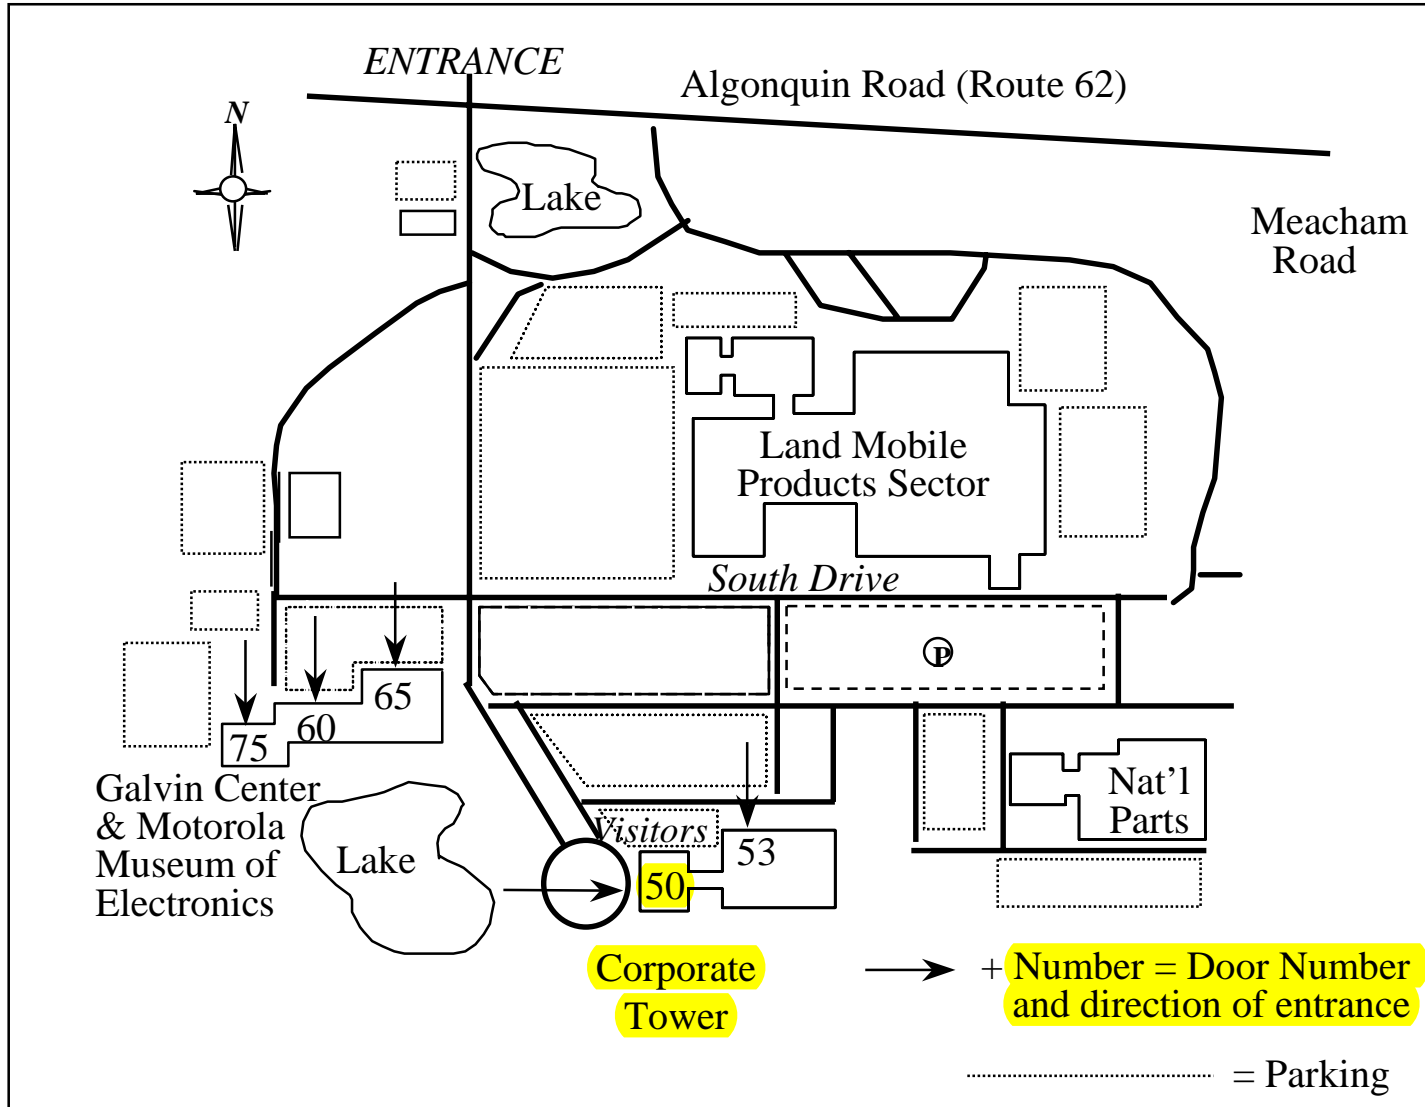 ENTRANCE
Algonquin Road (Route 62)
N
Lake
Meacham
Road
Land Mobile
Products Sector
South Drive
P
65
60
75
Galvin Center
& Motorola
Museum of
Electronics
Lake
Visitors
53
50
Nat’l
Parts
Corporate
Tower
+ Number = Door Number
and direction of entrance
= Parking